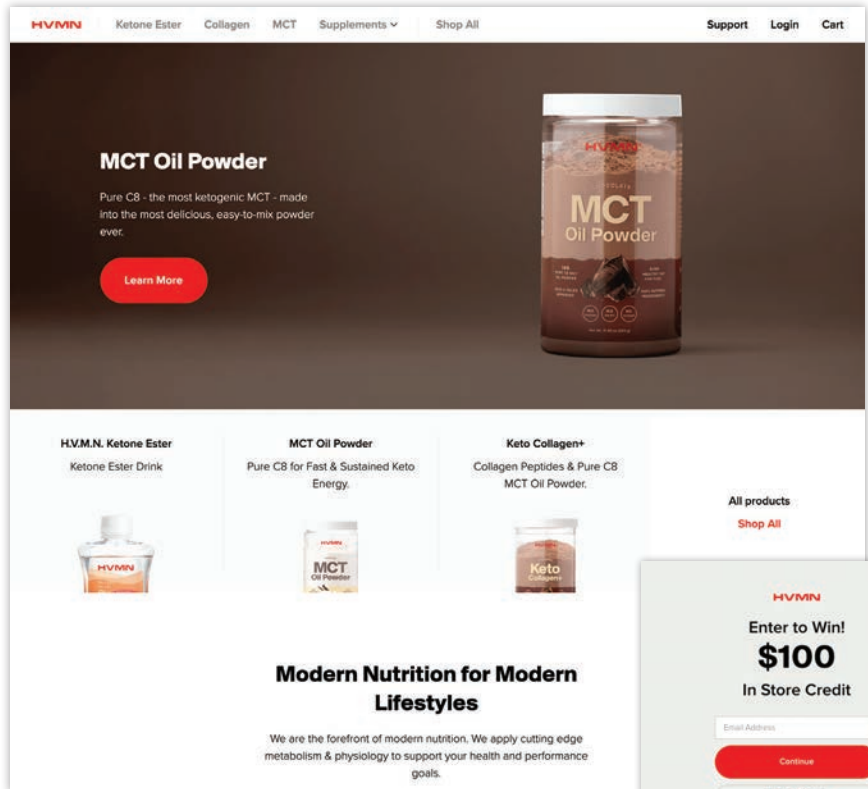 HVMN
Ketone Ester
Collagen
MCT
Supplements
Shop All
Support
Login
Cart
MCT Oil Powder
Pure C8 - the most ketogenic MCT - made
into the most delicious, easy-to-mix powder
ever.
Learn More
HVMN
CHOCOLATE
MCT
Oil Powder
H.V.M.N. Ketone Ester
Ketone Ester Drink
HVMN
MCT Oil Powder
Pure C8 for Fast & Sustained Keto
Energy.
HVMN
MCT
Oil Powder
Keto Collagen+
Collagen Peptides & Pure C8
MCT Oil Powder.
HVMN
Keto
Collagen+
All products
Shop All
Modern Nutrition for Modern
Lifestyles
We are the forefront of modern nutrition. We apply cutting edge
metabolism & physiology to support your health and performance
goals.
HVMN
Enter to Win!
$100
In Store Credit
Email Address
Continue